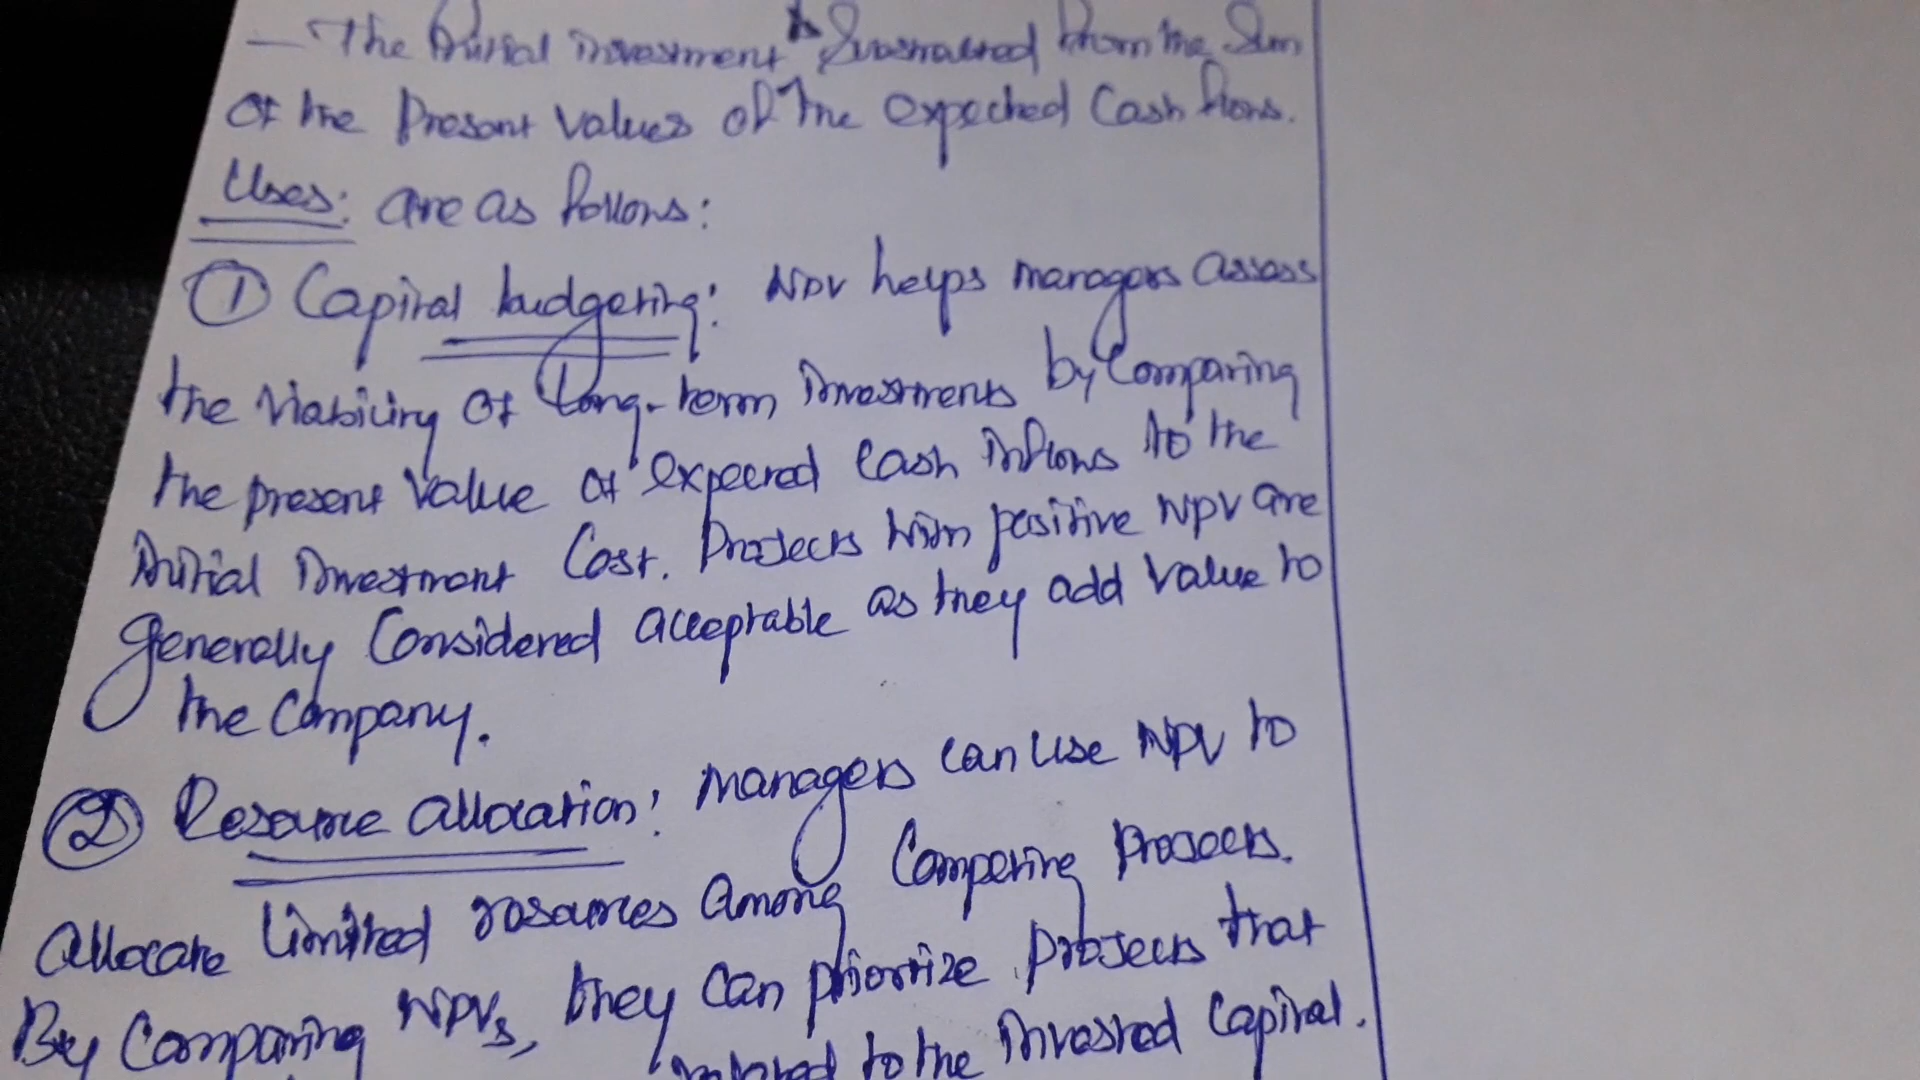 - The Initial investment is Subtracted from the Sum
of the Present values of the expected Cash flows.
Uses: are as follows:
① Capital budgeting: NPV helps managers assess
the viability of long-term investments by Comparing
the present value of expected Cash inflows to the
Initial Investment Cost. Projects with positive NPV are
generally Considered acceptable as they add value to
the Company.
② Resource allocation: Managers can use NPV to
allocate limited resources among Competing Projects.
By Comparing NPVs, they can prioritize projects that
to the Invested Capital.